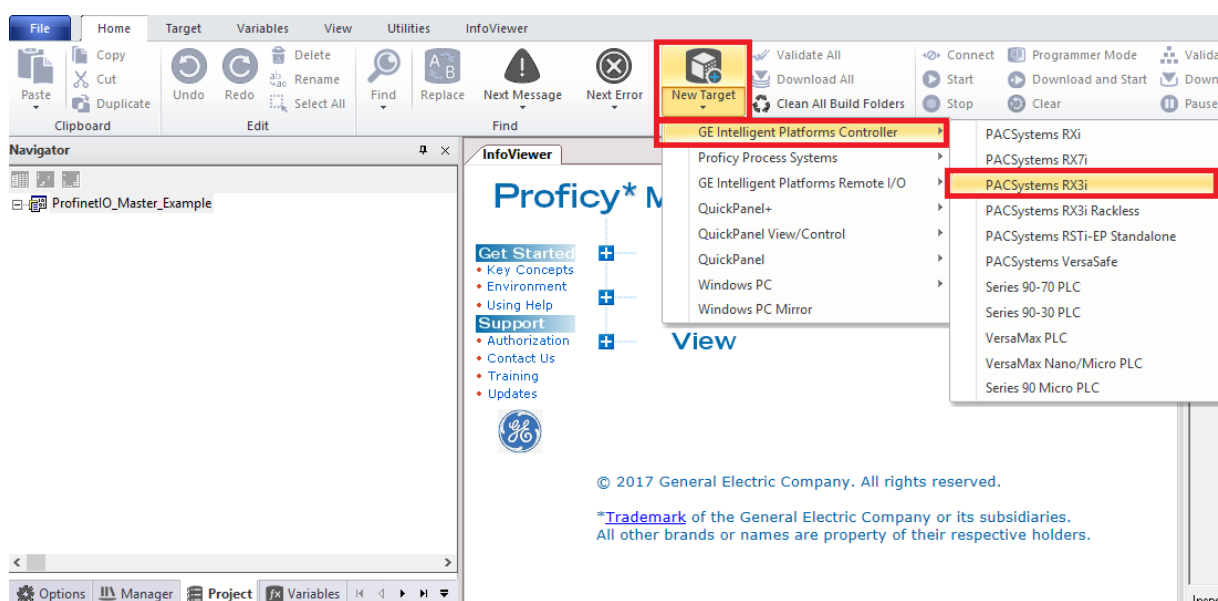 File Home Target Variables View Utilities InfoViewer
Paste
Copy
Cut
Duplicate
Clipboard
Undo
Redo
Delete
Rename
Select All
Edit
Find
Replace
Next Message
Next Error
Find
New Target
Validate All
Download All
Clean All Build Folders
Connect
Start
Stop
Programmer Mode
Download and Start
Clear
Valida
Down
Pause
Navigator
ProfinetIO_Master_Example
InfoViewer
Proficy* M
Get Started
Key Concepts
Environment
Using Help
Support
Authorization
Contact Us
Training
Updates
View
GE Intelligent Platforms Controller
Proficy Process Systems
GE Intelligent Platforms Remote I/O
QuickPanel+
QuickPanel View/Control
QuickPanel
Windows PC
Windows PC Mirror
PACSystems RXi
PACSystems RX7i
PACSystems RX3i
PACSystems RX3i Rackless
PACSystems RSTi-EP Standalone
PACSystems VersaSafe
Series 90-70 PLC
Series 90-30 PLC
VersaMax PLC
VersaMax Nano/Micro PLC
Series 90 Micro PLC
© 2017 General Electric Company. All rights reserved.
*Trademark of the General Electric Company or its subsidiaries.
All other brands or names are property of their respective holders.
Options Manager Project Variables